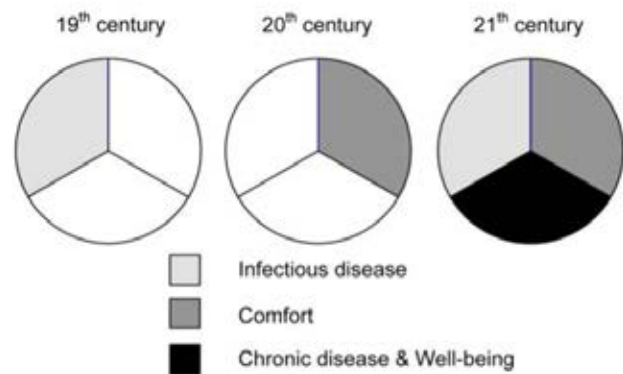 19th century 20th century 21th century
Infectious disease
Comfort
Chronic disease & Well-being